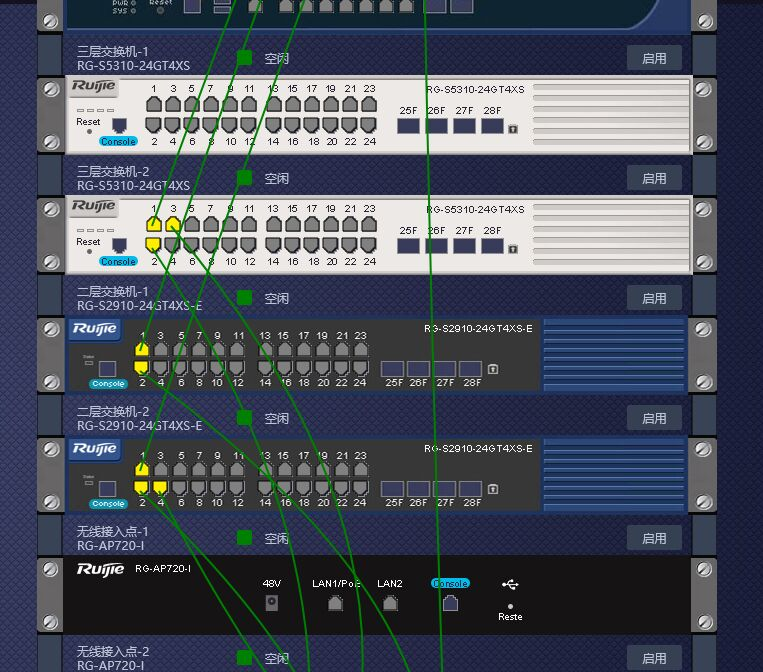 PWR
SYS
Reset
三层交换机-1
RG-S5310-24GT4XS
空闲
启用
Ruijie
1 3 5 7 9 11 13 15 17 19 21 23
RG-S5310-24GT4XS
25F 26F 27F 28F
Reset
Console
2 4 6 8 10 12 14 16 18 20 22 24
三层交换机-2
RG-S5310-24GT4XS
空闲
启用
Ruijie
1 3 5 7 9 11 13 15 17 19 21 23
RG-S5310-24GT4XS
25F 26F 27F 28F
Reset
Console
2 4 6 8 10 12 14 16 18 20 22 24
二层交换机-1
RG-S2910-24GT4XS-E
空闲
启用
Ruijie
1 3 5 7 9 11 13 15 17 19 21 23
RG-S2910-24GT4XS-E
Console
2 4 6 8 10 12 14 16 18 20 22 24
25F 26F 27F 28F
二层交换机-2
RG-S2910-24GT4XS-E
空闲
启用
Ruijie
1 3 5 7 9 11 13 15 17 19 21 23
RG-S2910-24GT4XS-E
Console
2 4 6 8 10 12 14 16 18 20 22 24
25F 26F 27F 28F
无线接入点-1
RG-AP720-I
空闲
启用
Ruijie
RG-AP720-I
48V LAN1/PoE LAN2 Console
Reste
无线接入点-2
RG-AP720-I
空闲
启用